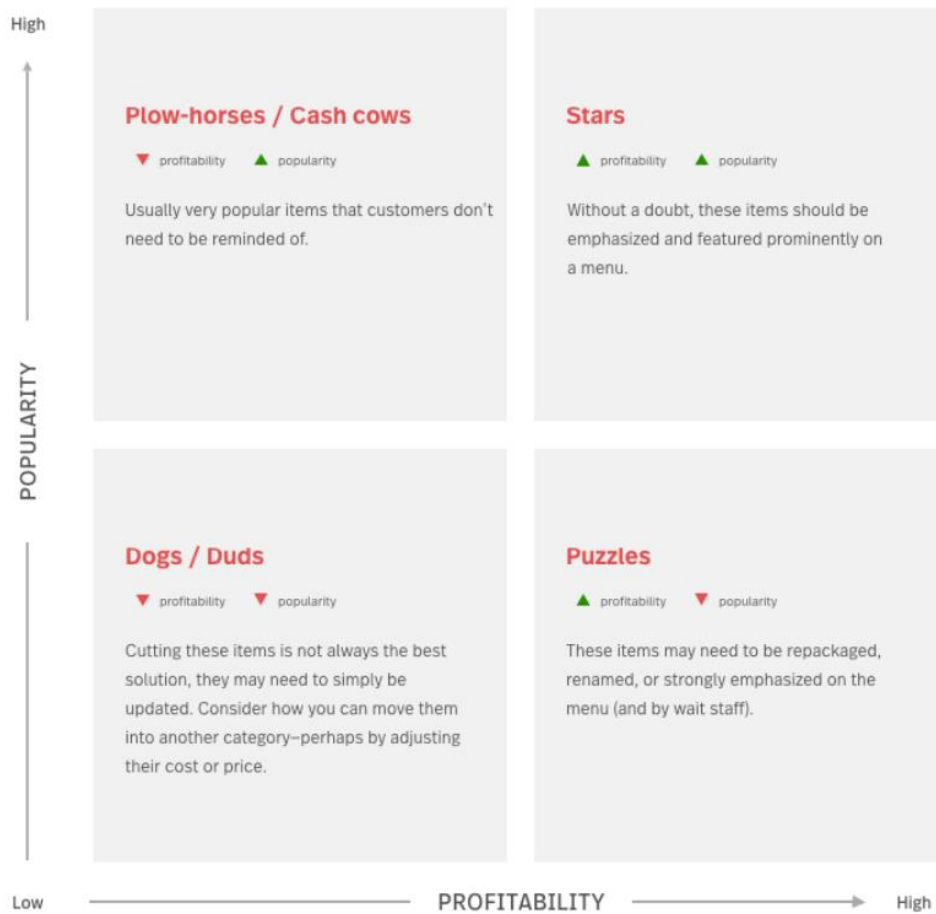 High
Plow-horses / Cash cows
profitability popularity
Usually very popular items that customers don't
need to be reminded of.
Stars
profitability popularity
Without a doubt, these items should be
emphasized and featured prominently on
a menu.
POPULARITY
Dogs / Duds
profitability popularity
Cutting these items is not always the best
solution, they may need to simply be
updated. Consider how you can move them
into another category–perhaps by adjusting
their cost or price.
Puzzles
profitability popularity
These items may need to be repackaged,
renamed, or strongly emphasized on the
menu (and by wait staff).
Low
PROFITABILITY
High